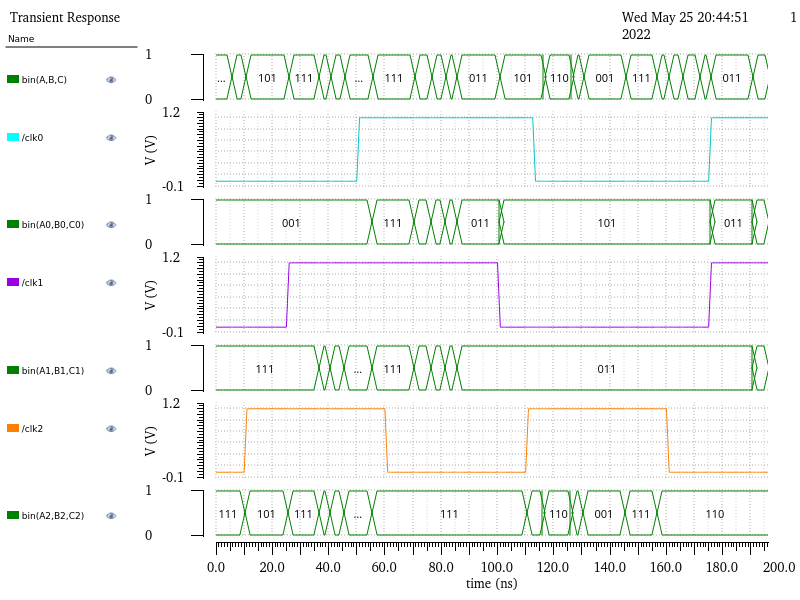 Transient Response
Wed May 25 20:44:51
2022
1
Name
bin(A,B,C)
1
0
... 101 111 ... 111 011 101 110 001 111 011
/clk0
V (V)
1.2
-0.1
bin(A0,B0,C0)
1
0
001 111 011 101 011
/clk1
V (V)
1.2
-0.1
bin(A1,B1,C1)
1
0
111 ... 111 011
/clk2
V (V)
1.2
-0.1
bin(A2,B2,C2)
1
0
111 101 111 ... 111 110 001 111 110
0.0 20.0 40.0 60.0 80.0 100.0 120.0 140.0 160.0 180.0 200.0
time (ns)